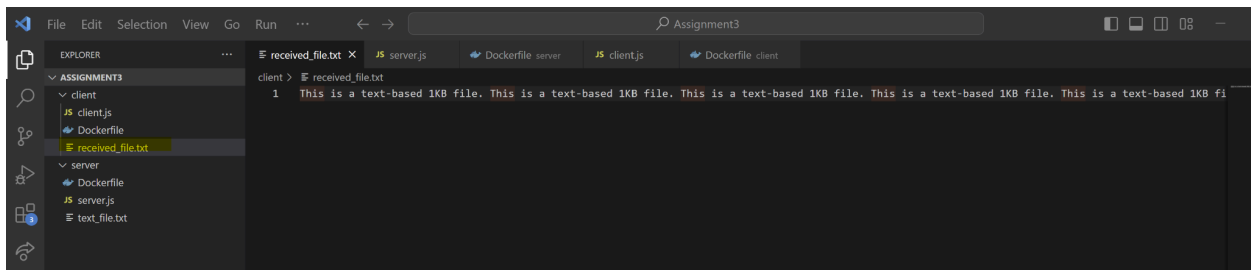 File Edit Selection View Go Run ··· ← → Assignment3
EXPLORER ···
ASSIGNMENT3
client
JS client.js
Dockerfile
received_file.txt
server
Dockerfile
JS server.js
text_file.txt
3
received_file.txt × JS server.js Dockerfile server JS client.js Dockerfile client
client > received_file.txt
1 This is a text-based 1KB file. This is a text-based 1KB file. This is a text-based 1KB file. This is a text-based 1KB file. This is a text-based 1KB fi